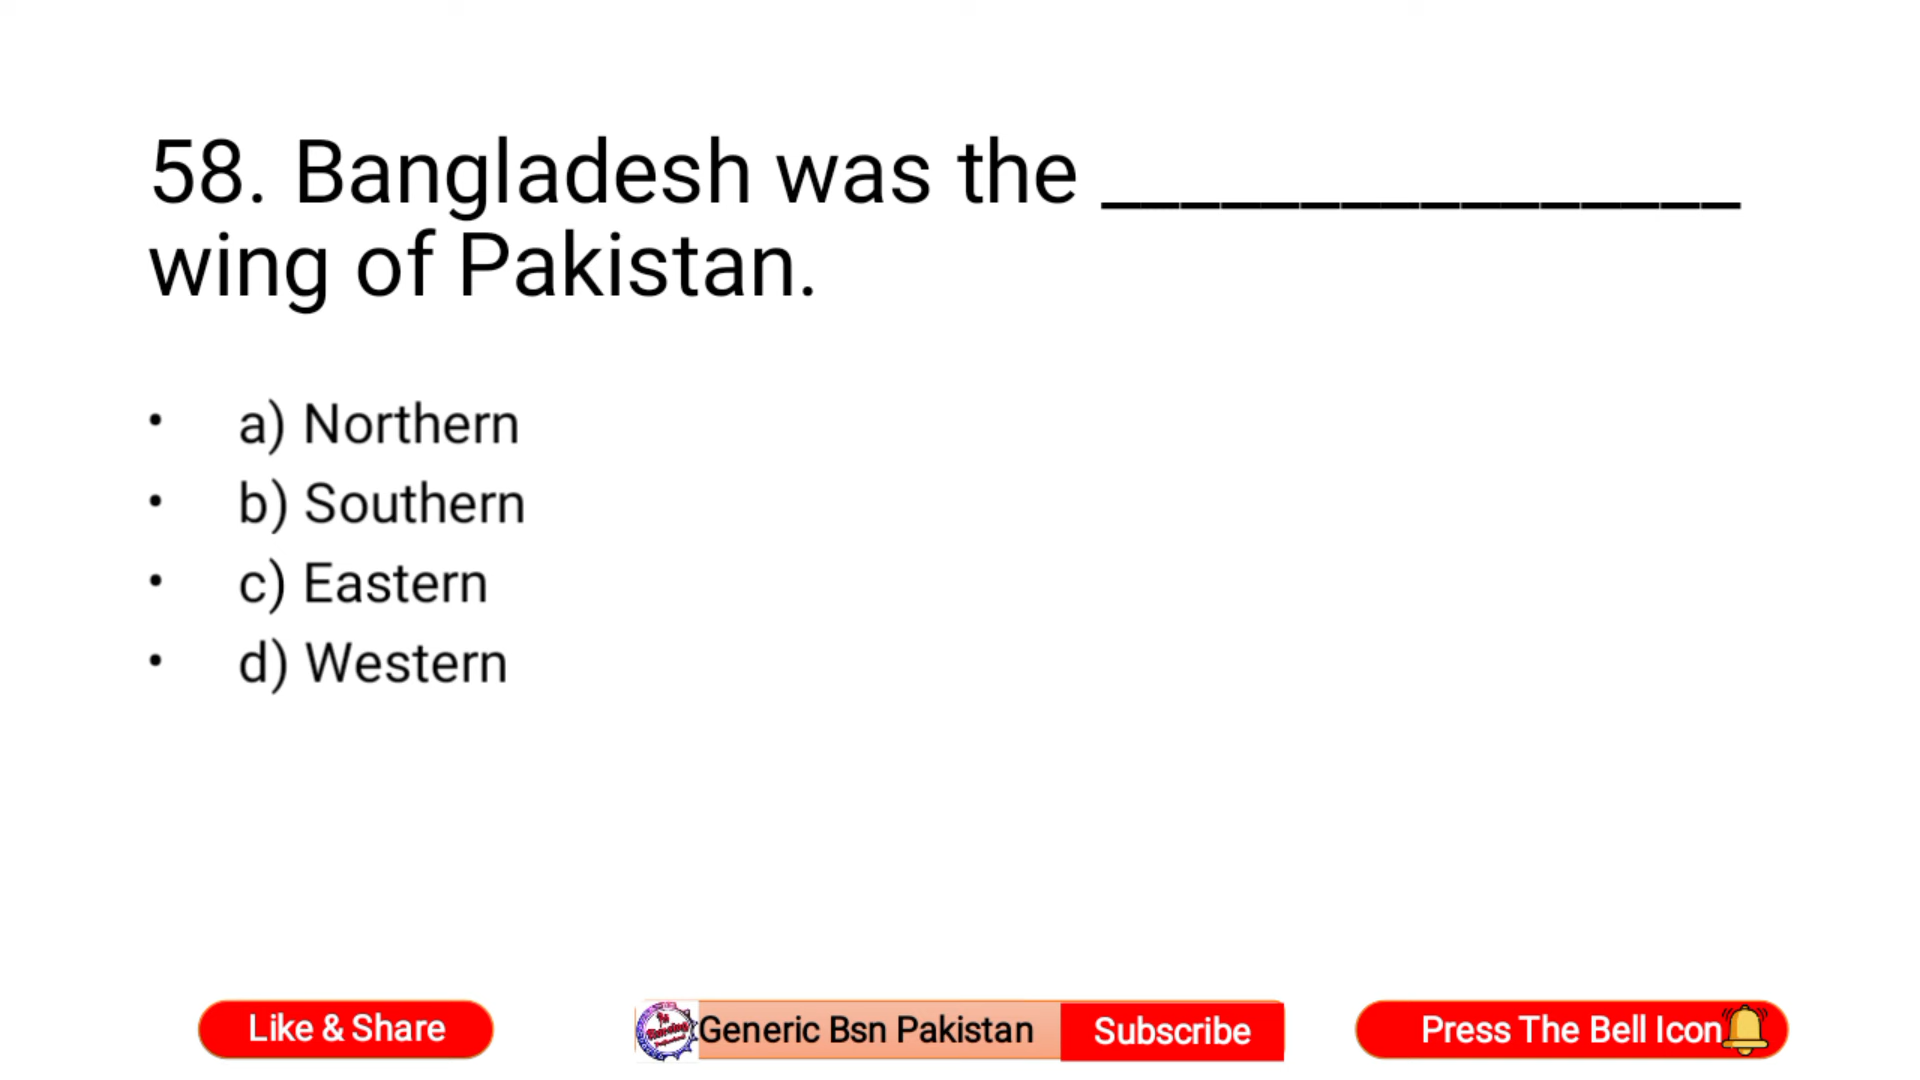 58. Bangladesh was the ________________
wing of Pakistan.
• a) Northern
• b) Southern
• c) Eastern
• d) Western
Like & Share
Generic Bsn Pakistan
Subscribe
Press The Bell Icon